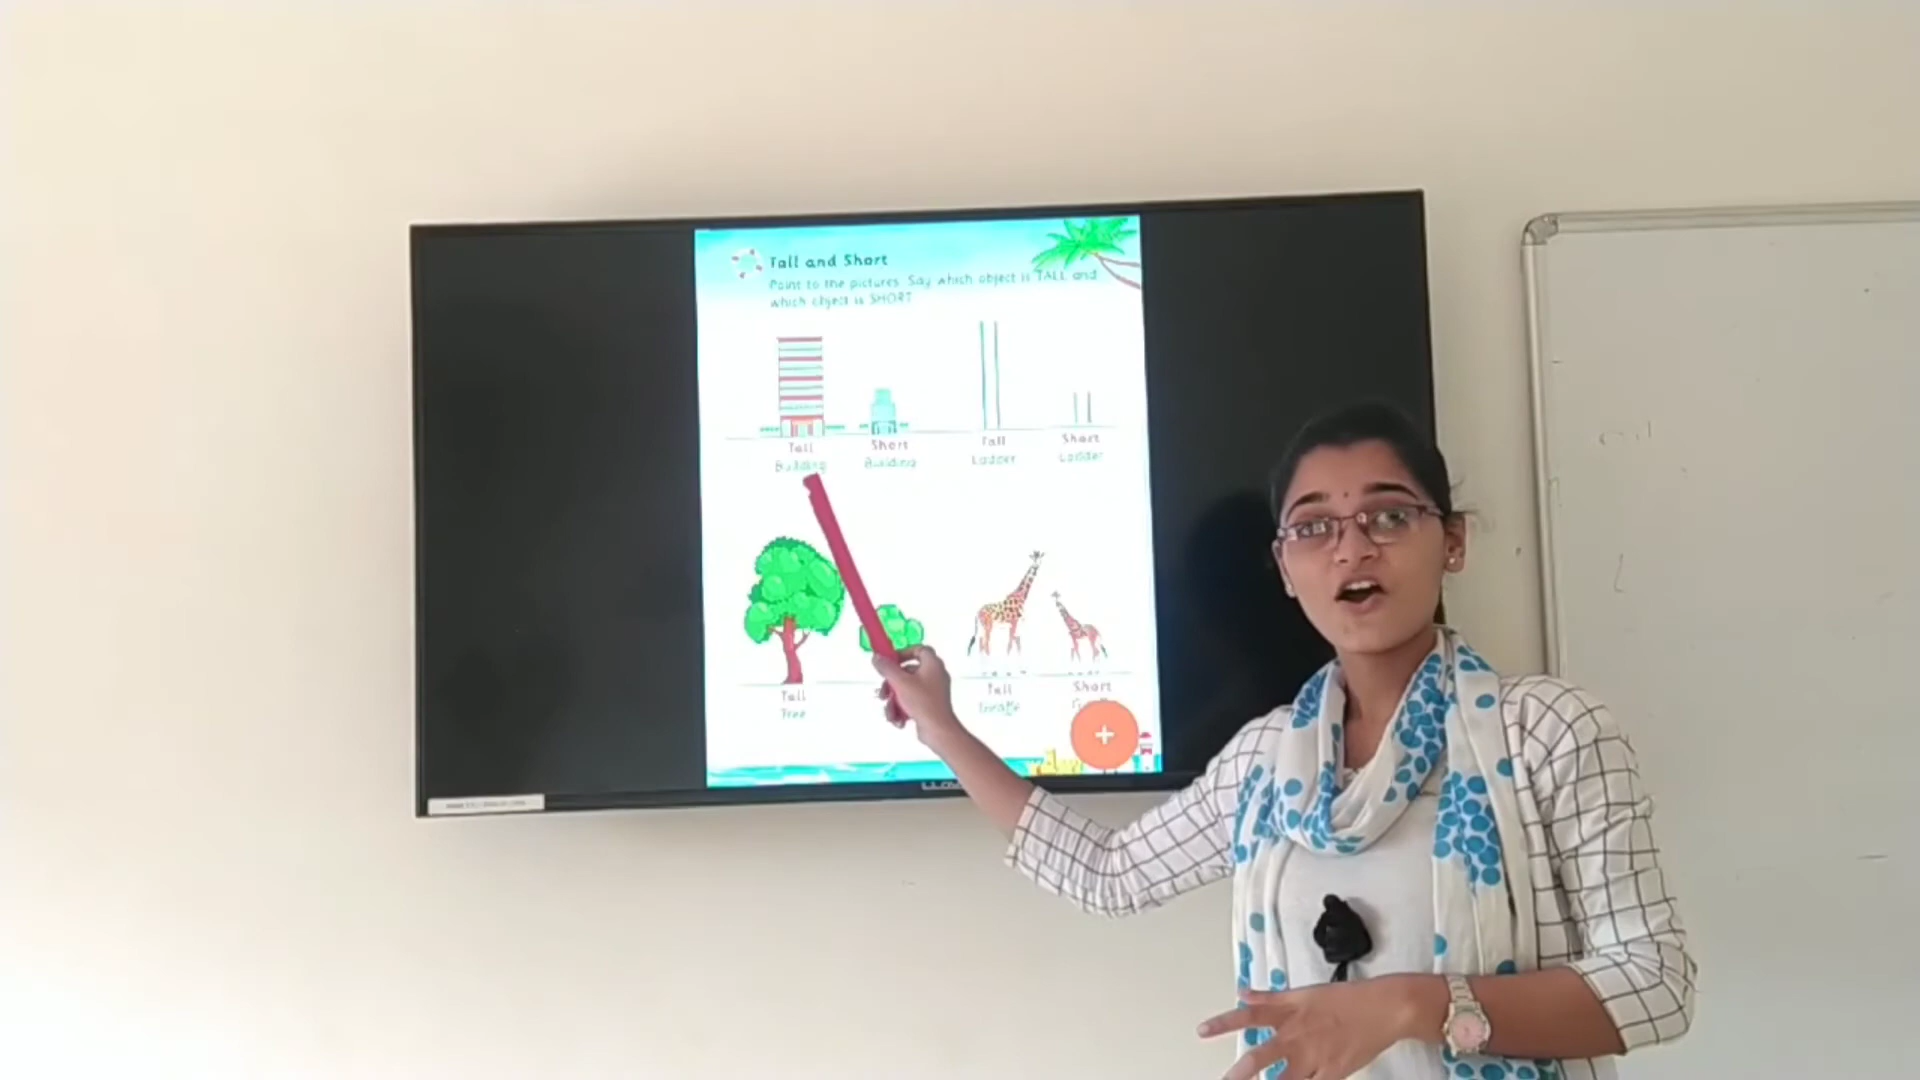 Tall and Short
Point to the pictures. Say which object is TALL and
which object is SHORT
Tall Short Tall Short
Building Building Ladder Ladder
Tall Tall Short
Tree Giraffe
+